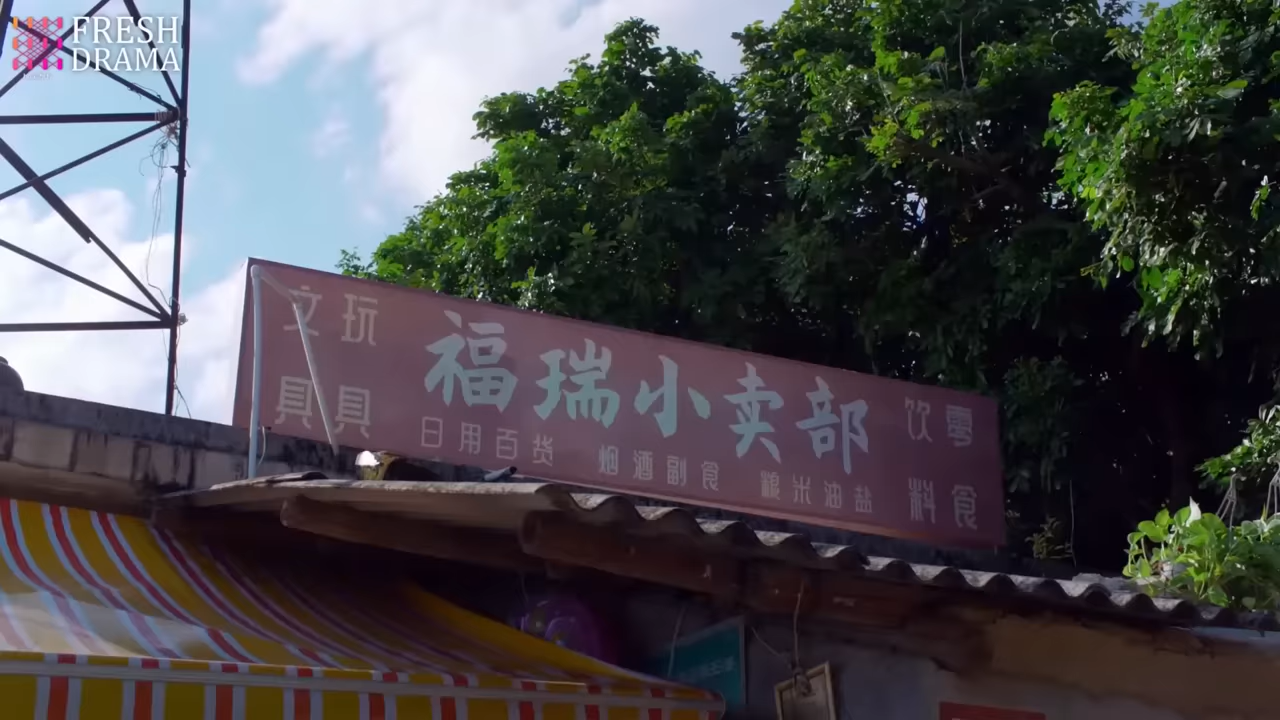 FRESH
DRAMA
文 玩
具 具
福瑞小卖部
日用百货 烟酒副食 粮米油盐
饮 零
料 食